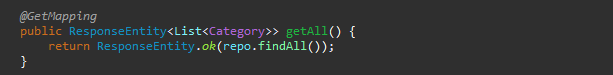 @GetMapping
public ResponseEntity<List<Category>> getAll() {
    return ResponseEntity.ok(repo.findAll());
}